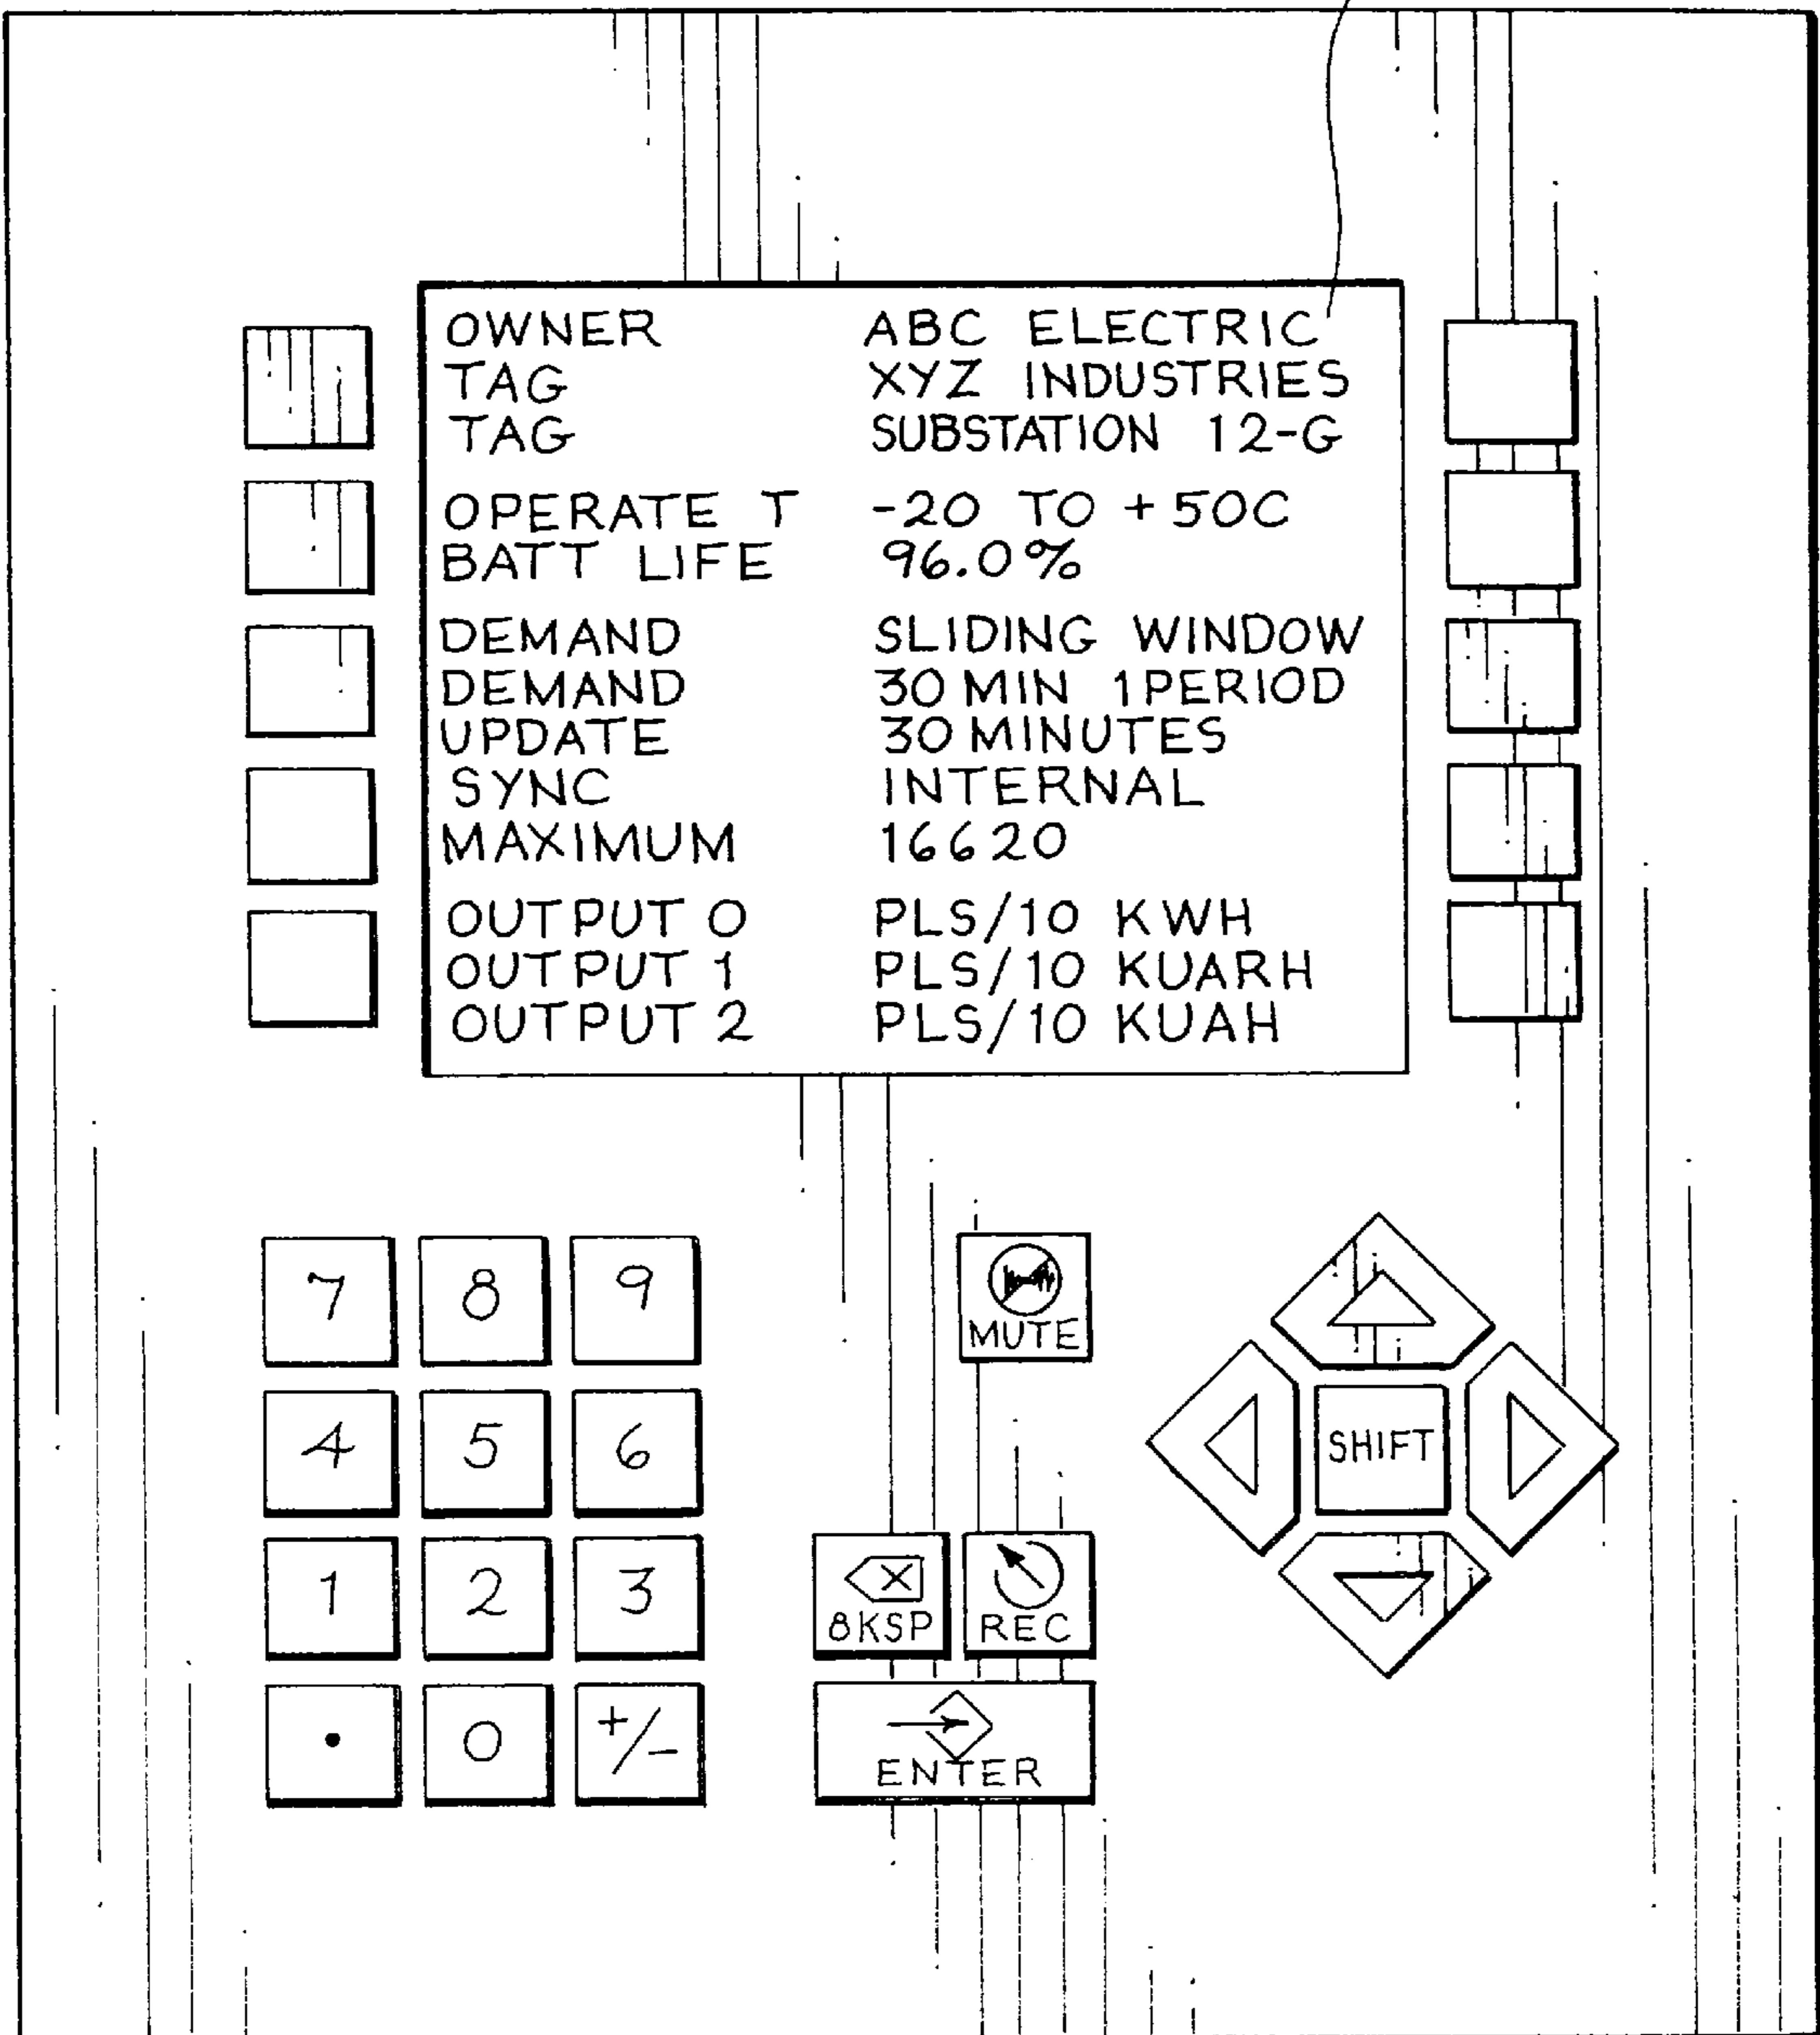 OWNER ABC ELECTRIC
TAG XYZ INDUSTRIES
TAG SUBSTATION 12-G
OPERATE T -20 TO +50C
BATT LIFE 96.0%
DEMAND SLIDING WINDOW
DEMAND 30 MIN 1 PERIOD
UPDATE 30 MINUTES
SYNC INTERNAL
MAXIMUM 16620
OUTPUT 0 PLS/10 KWH
OUTPUT 1 PLS/10 KUARH
OUTPUT 2 PLS/10 KUAH
7 8 9
MUTE
4 5 6
SHIFT
1 2 3
8KSP REC
. 0 +/-
ENTER